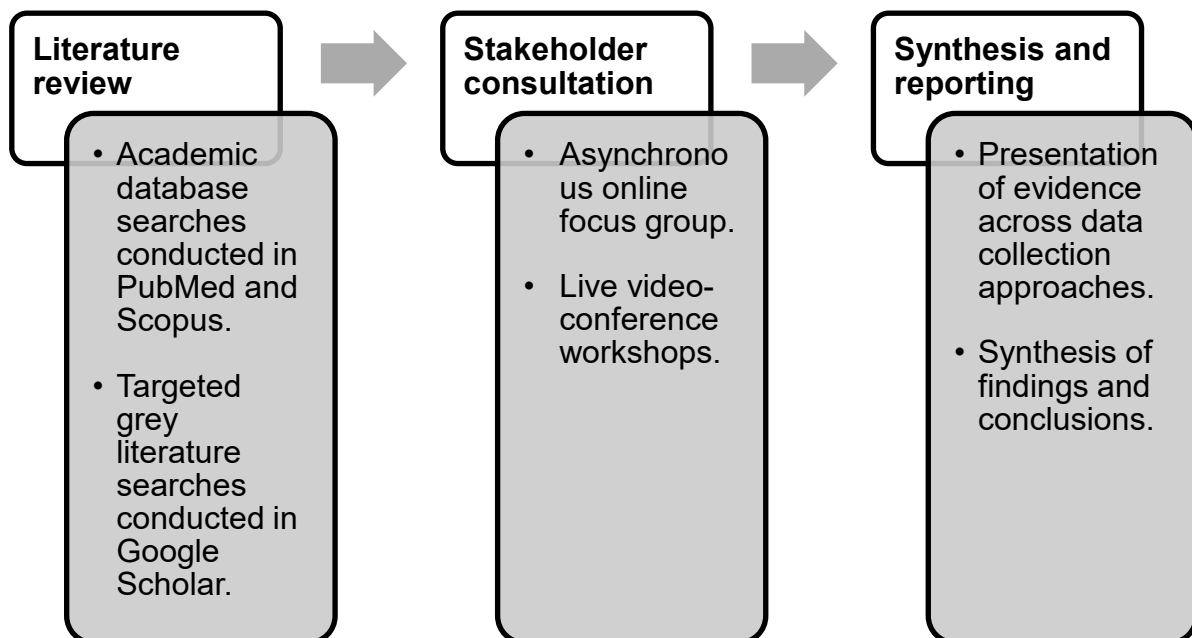 Literature
review
• Academic
database
searches
conducted in
PubMed and
Scopus.
• Targeted
grey
literature
searches
conducted in
Google
Scholar.
Stakeholder
consultation
• Asynchrono
us online
focus group.
• Live video-
conference
workshops.
Synthesis and
reporting
• Presentation
of evidence
across data
collection
approaches.
• Synthesis of
findings and
conclusions.